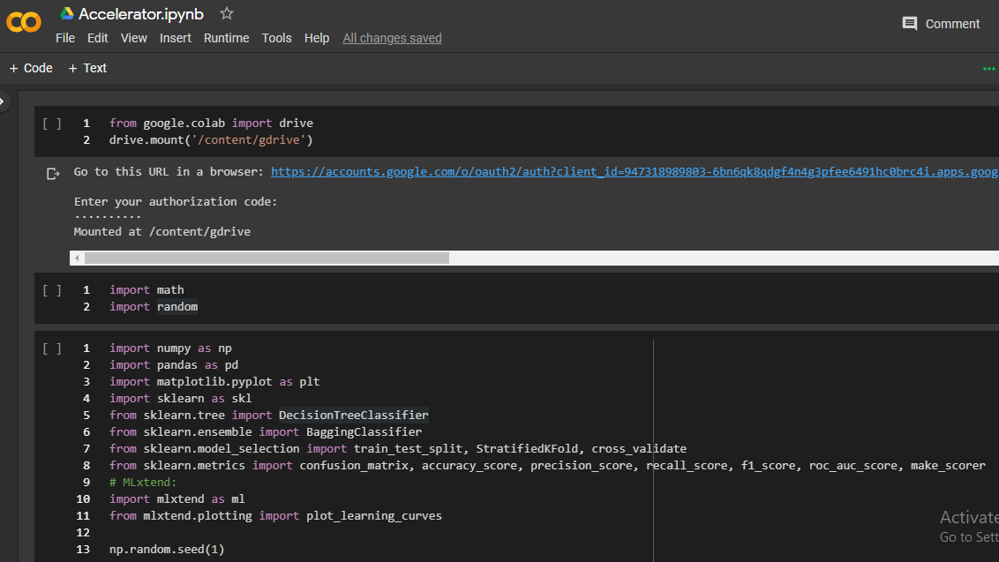 Accelerator.ipynb
File Edit View Insert Runtime Tools Help All changes saved
Comment
+ Code + Text
[ ] 1 from google.colab import drive
2 drive.mount('/content/gdrive')
Go to this URL in a browser: https://accounts.google.com/o/oauth2/auth?client_id=947318989803-6bn6qk8qdgf4n4g3pfee6491hc0brc4i.apps.goog
Enter your authorization code:
··········
Mounted at /content/gdrive
[ ] 1 import math
2 import random
[ ] 1 import numpy as np
2 import pandas as pd
3 import matplotlib.pyplot as plt
4 import sklearn as skl
5 from sklearn.tree import DecisionTreeClassifier
6 from sklearn.ensemble import BaggingClassifier
7 from sklearn.model_selection import train_test_split, StratifiedKFold, cross_validate
8 from sklearn.metrics import confusion_matrix, accuracy_score, precision_score, recall_score, f1_score, roc_auc_score, make_scorer
9 # MLxtend:
10 import mlxtend as ml
11 from mlxtend.plotting import plot_learning_curves
12
13 np.random.seed(1)
Activate
Go to Sett